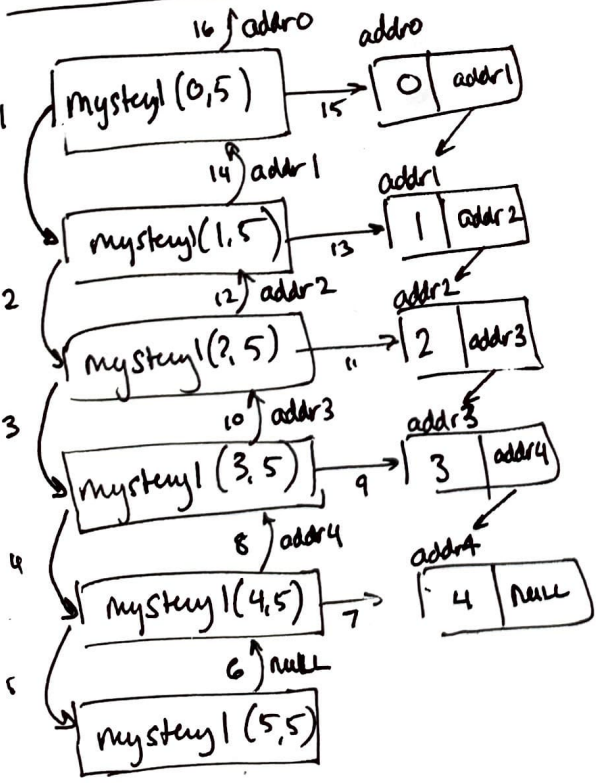 16 addr0
addr0
1
mystery1(0,5)
15
0 addr1
14 addr1
addr1
mystery1(1,5)
13
1 addr2
2
12 addr2
addr2
mystery1(2,5)
11
2 addr3
3
10 addr3
addr3
mystery1(3,5)
9
3 addr4
4
8 addr4
addr4
mystery1(4,5)
7
4 NULL
5
6 NULL
mystery1(5,5)